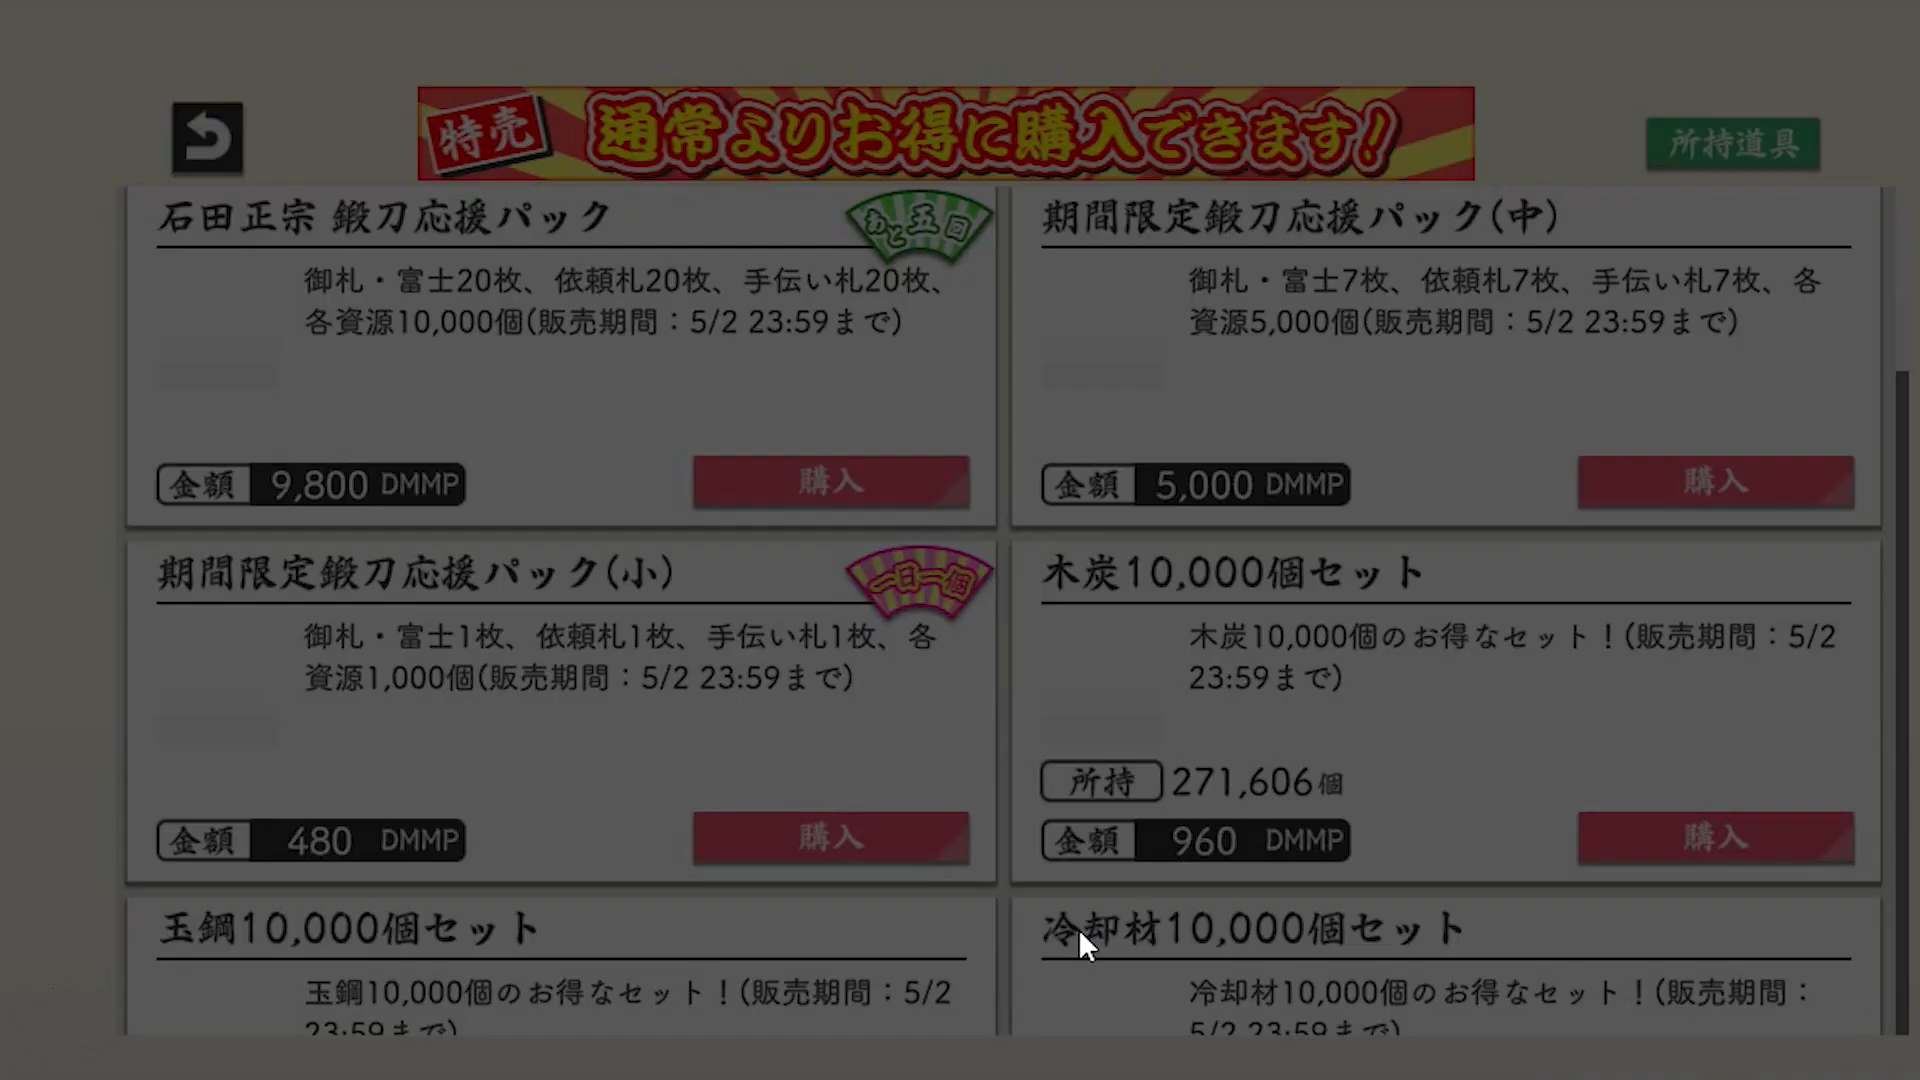 特売 通常よりお得に購入できます！
所持道具
石田正宗 鍛刀応援パック
あと五回
御札・富士20枚、依頼札20枚、手伝い札20枚、
各資源10,000個(販売期間：5/2 23:59まで)
金額 9,800 DMMP
購入
期間限定鍛刀応援パック(中)
御札・富士7枚、依頼札7枚、手伝い札7枚、各
資源5,000個(販売期間：5/2 23:59まで)
金額 5,000 DMMP
購入
期間限定鍛刀応援パック(小)
一日一個
御札・富士1枚、依頼札1枚、手伝い札1枚、各
資源1,000個(販売期間：5/2 23:59まで)
金額 480 DMMP
購入
木炭10,000個セット
木炭10,000個のお得なセット！(販売期間：5/2
23:59まで)
所持 271,606個
金額 960 DMMP
購入
玉鋼10,000個セット
玉鋼10,000個のお得なセット！(販売期間：5/2
23:59まで)
冷却材10,000個セット
冷却材10,000個のお得なセット！(販売期間：
5/2 23:59まで)